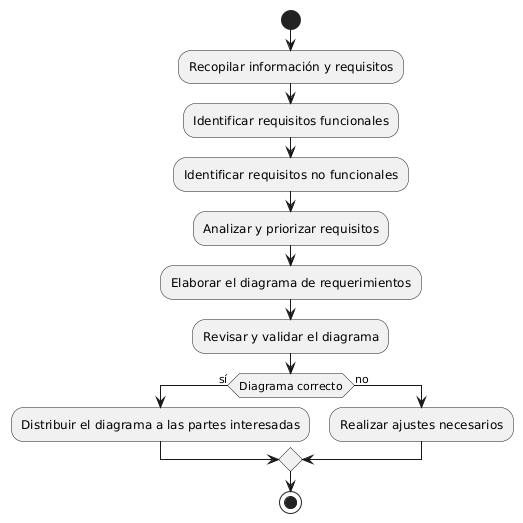 Recopilar información y requisitos
Identificar requisitos funcionales
Identificar requisitos no funcionales
Analizar y priorizar requisitos
Elaborar el diagrama de requerimientos
Revisar y validar el diagrama
sí
Diagrama correcto
no
Distribuir el diagrama a las partes interesadas
Realizar ajustes necesarios